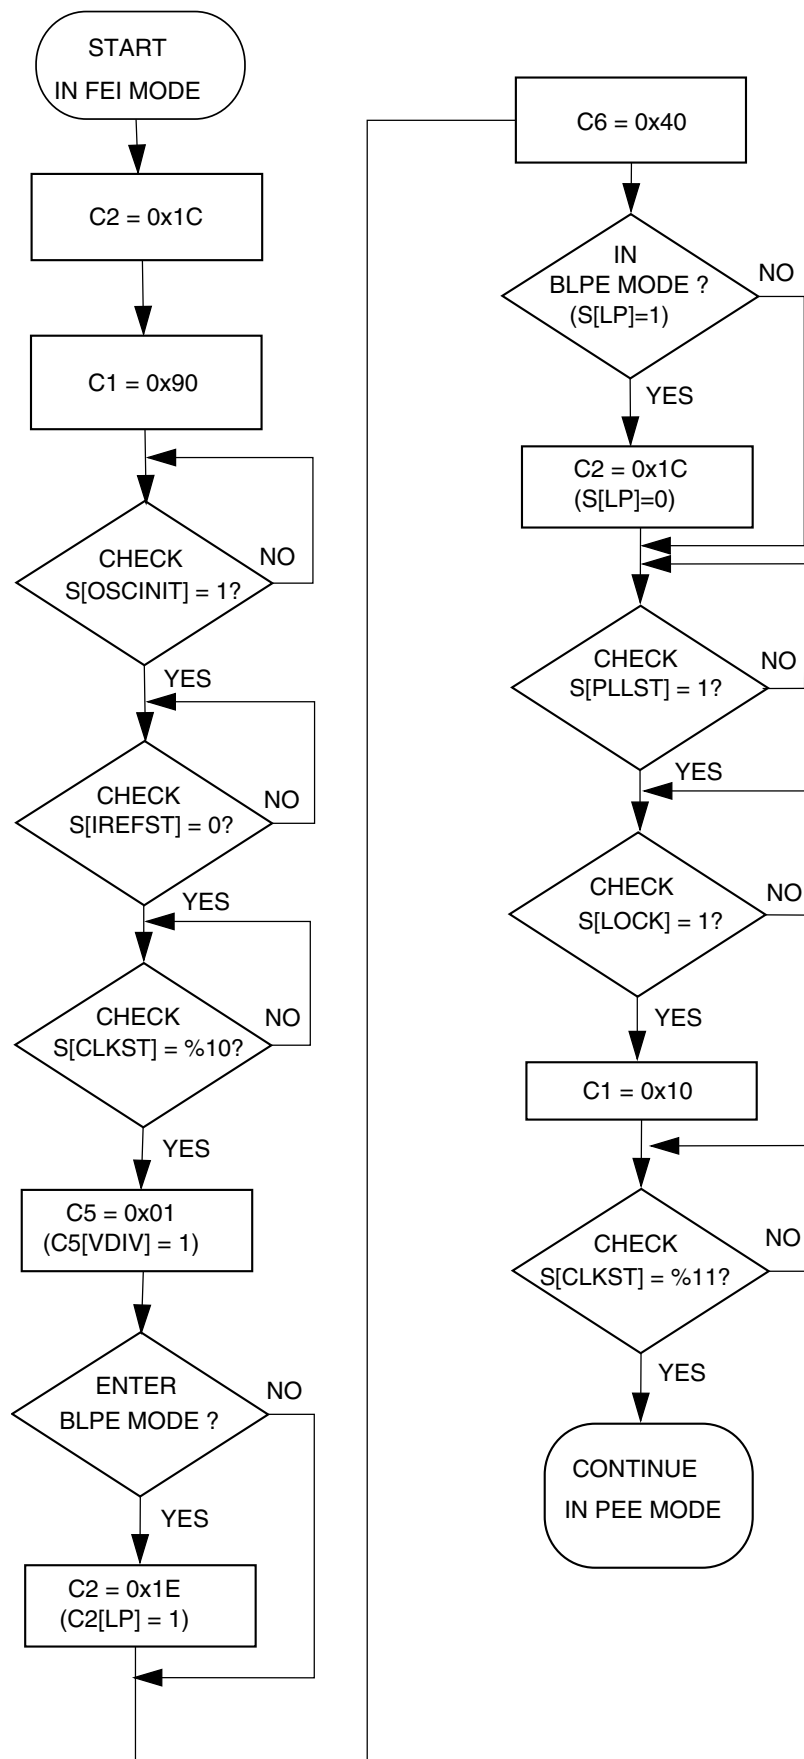 START
IN FEI MODE
C2 = 0x1C
C1 = 0x90
CHECK
S[OSCINIT] = 1?
NO
YES
CHECK
S[IREFST] = 0?
NO
YES
CHECK
S[CLKST] = %10?
NO
YES
C5 = 0x01
(C5[VDIV] = 1)
ENTER
BLPE MODE ?
NO
YES
C2 = 0x1E
(C2[LP] = 1)
C6 = 0x40
IN
BLPE MODE ?
(S[LP]=1)
NO
YES
C2 = 0x1C
(S[LP]=0)
CHECK
S[PLLST] = 1?
NO
YES
CHECK
S[LOCK] = 1?
NO
YES
C1 = 0x10
CHECK
S[CLKST] = %11?
NO
YES
CONTINUE
IN PEE MODE